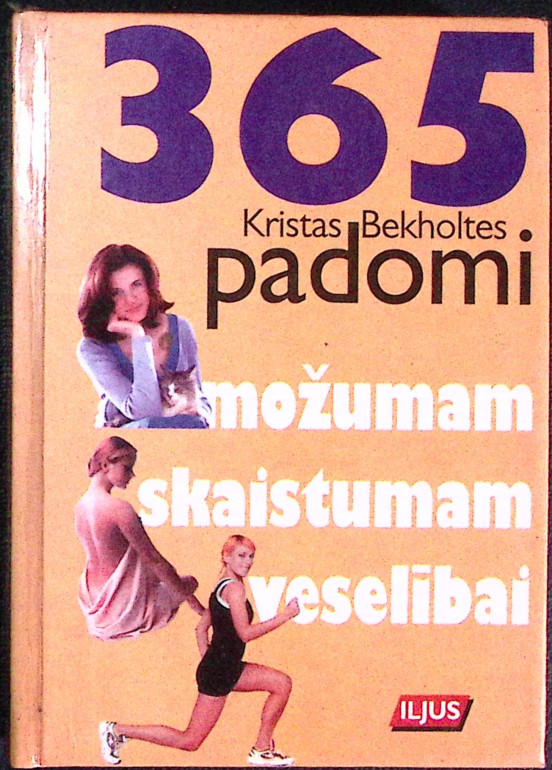 365
Kristas Bekholtes
padomi
možumam
skaistumam
veselībai
ILJUS